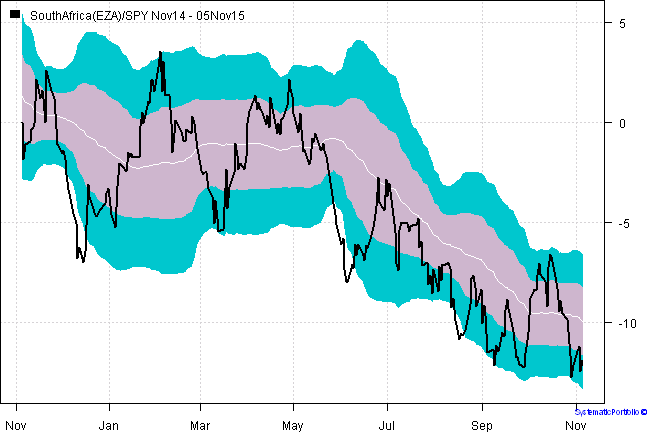 SouthAfrica(EZA)/SPY Nov14 - 05Nov15
5
0
-5
-10
Nov Jan Mar May Jul Sep Nov
SystematicPortfolio ©